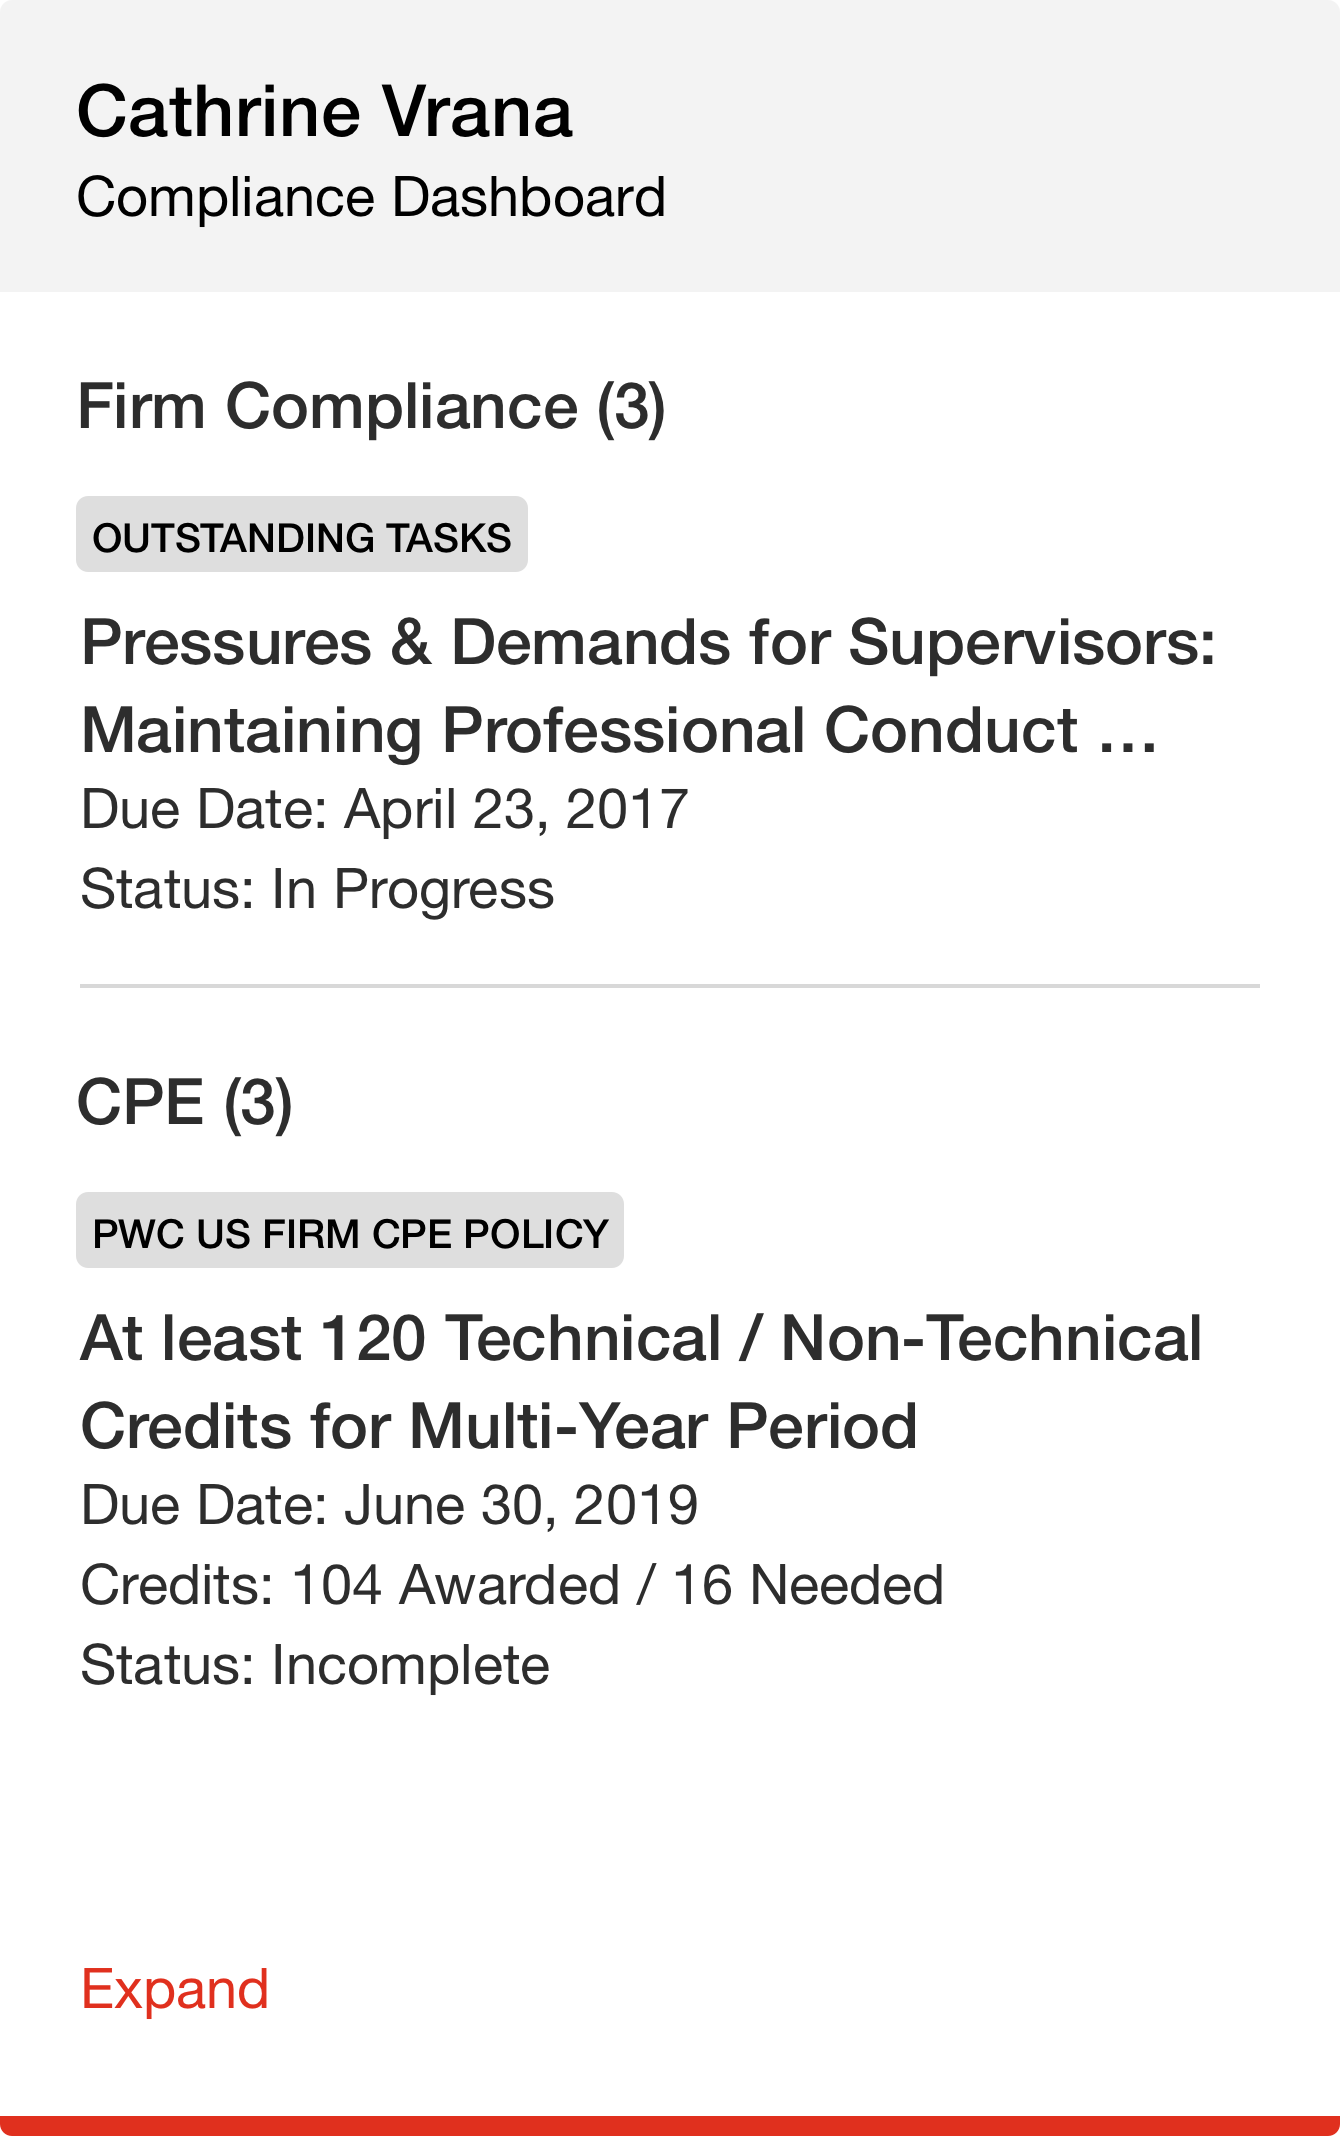 Cathrine Vrana
Compliance Dashboard
Firm Compliance (3)
OUTSTANDING TASKS
Pressures & Demands for Supervisors:
Maintaining Professional Conduct ...
Due Date: April 23, 2017
Status: In Progress
CPE (3)
PWC US FIRM CPE POLICY
At least 120 Technical / Non-Technical
Credits for Multi-Year Period
Due Date: June 30, 2019
Credits: 104 Awarded / 16 Needed
Status: Incomplete
Expand